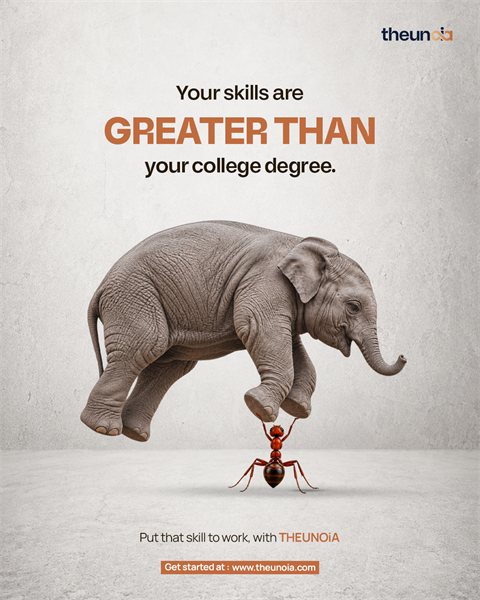 theunoia
Your skills are
GREATER THAN
your college degree.
Put that skill to work, with THEUNOiA
Get started at : www.theunoia.com